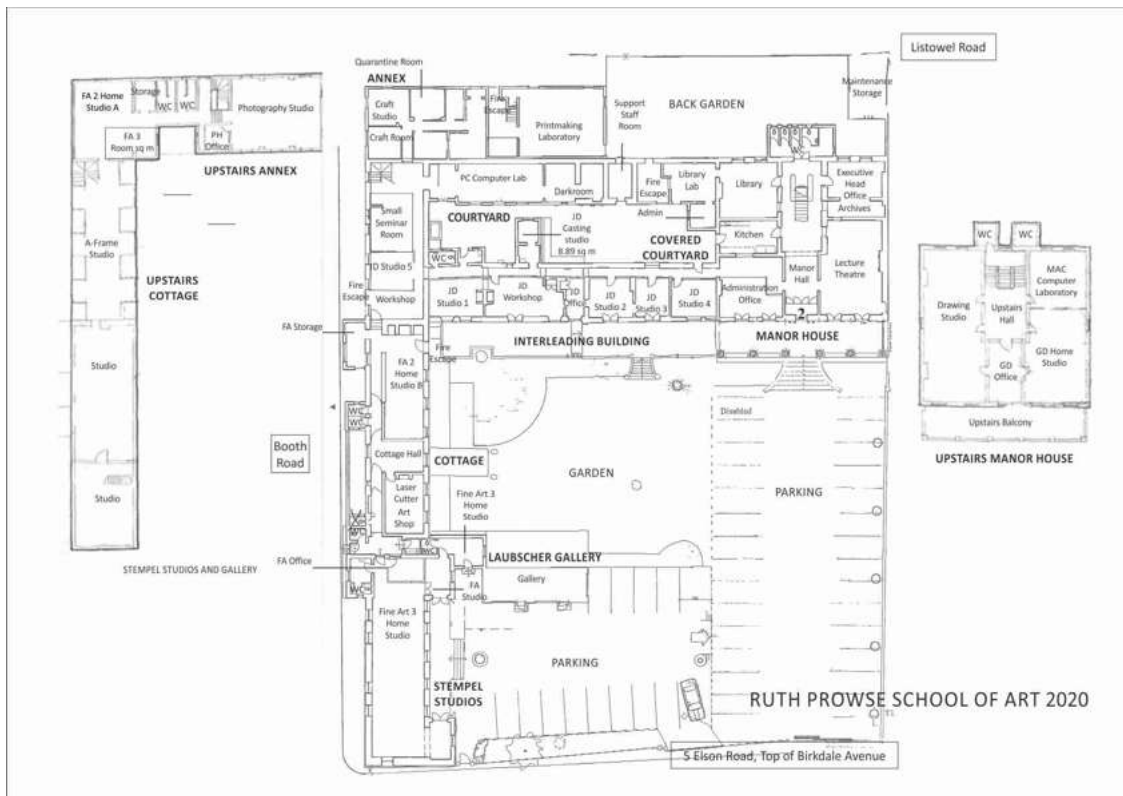 Listowel Road
Quarantine Room
ANNEX
FA 2 Home
Studio A
Storage
WC
WC
Photography Studio
FA 3
Room sq m
PH
Office
UPSTAIRS ANNEX
Craft
Studio
Craft Room
Fire
Escape
Printmaking
Laboratory
Support
Staff
Room
BACK GARDEN
Maintenance
Storage
WC
PC Computer Lab
Darkroom
Fire
Escape
Library
Lab
Library
Executive
Head
Office
Archives
Admin
Small
Seminar
Room
COURTYARD
JD
Casting
studio
8.89 sq m
COVERED
COURTYARD
Kitchen
WC
A-Frame
Studio
UPSTAIRS
COTTAGE
JD Studio 5
Workshop
Fire
Escape
JD
Studio 1
JD
Workshop
JD
Office
JD
Studio 2
JD
Studio 3
JD
Studio 4
Administration
Office
Manor
Hall
Lecture
Theatre
2
WC
WC
Drawing
Studio
Upstairs
Hall
MAC
Computer
Laboratory
GD
Office
GD Home
Studio
Upstairs Balcony
UPSTAIRS MANOR HOUSE
FA Storage
Fire
Escape
INTERLEADING BUILDING
MANOR HOUSE
FA 2
Home
Studio B
Studio
WC
WC
Disabled
Booth
Road
Cottage Hall
COTTAGE
GARDEN
PARKING
Laser
Cutter
Art
Shop
Fine Art 3
Home
Studio
Studio
WC
WC
LAUBSCHER GALLERY
STEMPEL STUDIOS AND GALLERY
FA Office
Gallery
WC
FA
Studio
Fine Art 3
Home
Studio
PARKING
STEMPEL
STUDIOS
RUTH PROWSE SCHOOL OF ART 2020
5 Elson Road, Top of Birkdale Avenue